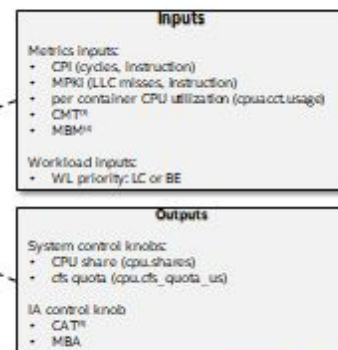 Inputs
Metrics inputs:
• CPI (cycles, instruction)
• MPKI (LLC misses, instruction)
• per container CPU utilization (cpuacct.usage)
• CMT
• MBM
Workload inputs:
• WL priority: LC or BE
Outputs
System control knobs:
• CPU share (cpu.shares)
• cfs quota (cpu.cfs_quota_us)
IA control knob
• CAT
• MBA